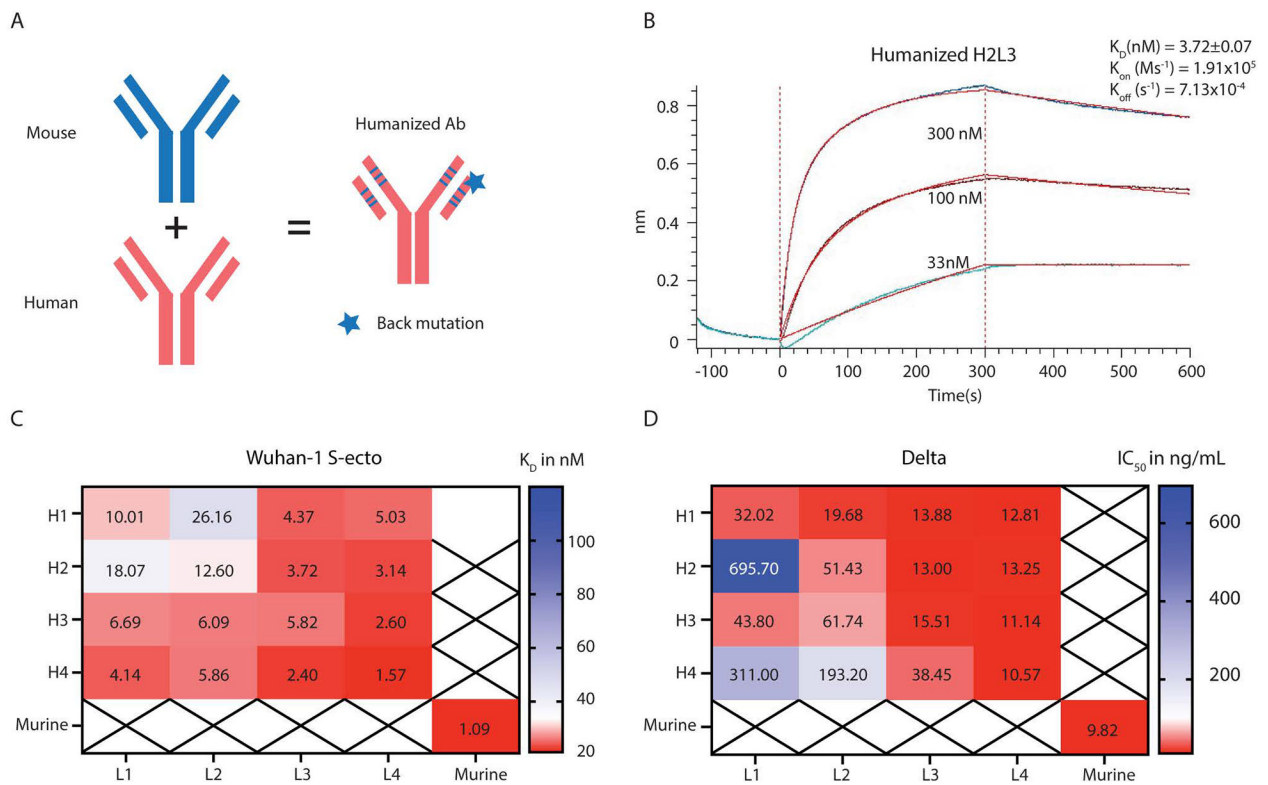 A
Mouse
+
Human
=
Humanized Ab
Back mutation
B
Humanized H2L3
K_D(nM) = 3.72±0.07
K_on (Ms⁻¹) = 1.91x10⁵
K_off (s⁻¹) = 7.13x10⁻⁴
nm
0.8
0.6
0.4
0.2
0
300 nM
100 nM
33nM
-100 0 100 200 300 400 500 600
Time(s)
C
Wuhan-1 S-ecto
K_D in nM
H1 10.01 26.16 4.37 5.03
H2 18.07 12.60 3.72 3.14
H3 6.69 6.09 5.82 2.60
H4 4.14 5.86 2.40 1.57
Murine 1.09
L1 L2 L3 L4 Murine
100
80
60
40
20
D
Delta
IC₅₀ in ng/mL
H1 32.02 19.68 13.88 12.81
H2 695.70 51.43 13.00 13.25
H3 43.80 61.74 15.51 11.14
H4 311.00 193.20 38.45 10.57
Murine 9.82
L1 L2 L3 L4 Murine
600
400
200